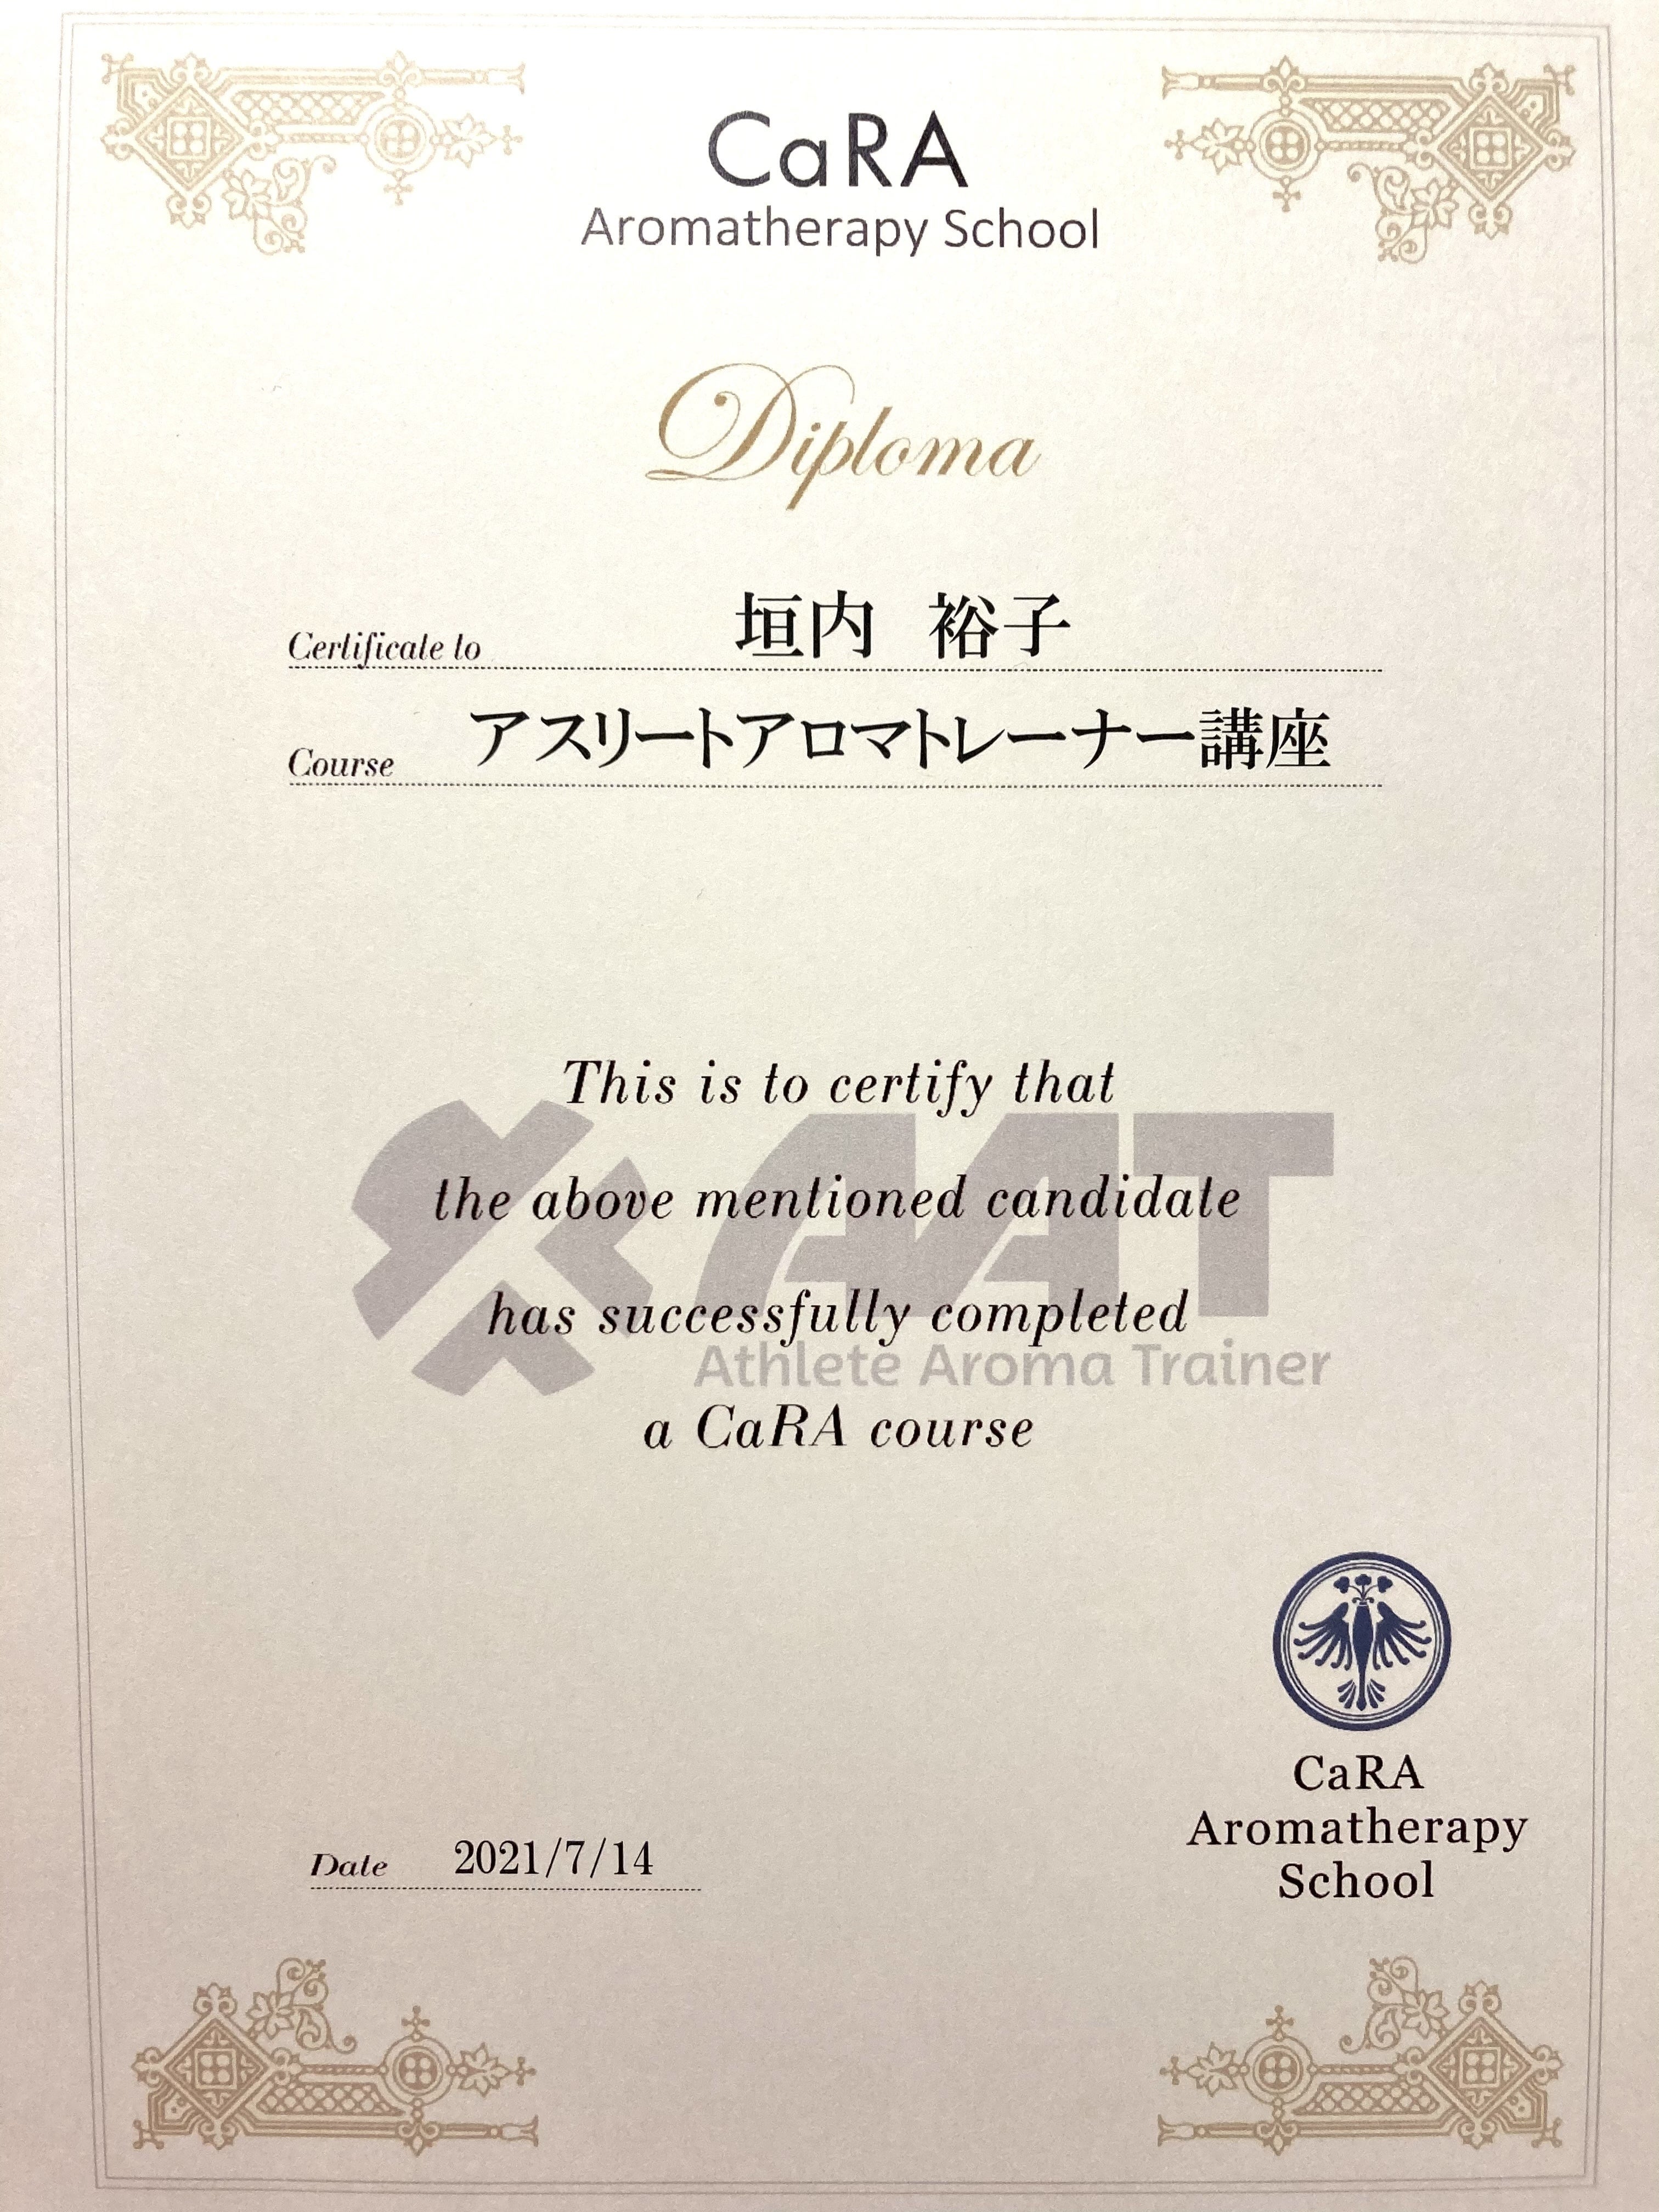 CaRA
Aromatherapy School
Diploma
Certificate to 垣内 裕子
Course アスリートアロマトレーナー講座
This is to certify that
the above mentioned candidate
has successfully completed
AAT
Athlete Aroma Trainer
a CaRA course
CaRA
Aromatherapy
School
Date 2021/7/14